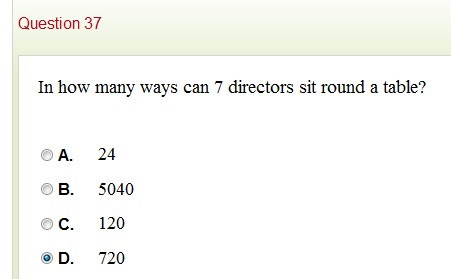 Question 37
In how many ways can 7 directors sit round a table?
A. 24
B. 5040
C. 120
D. 720